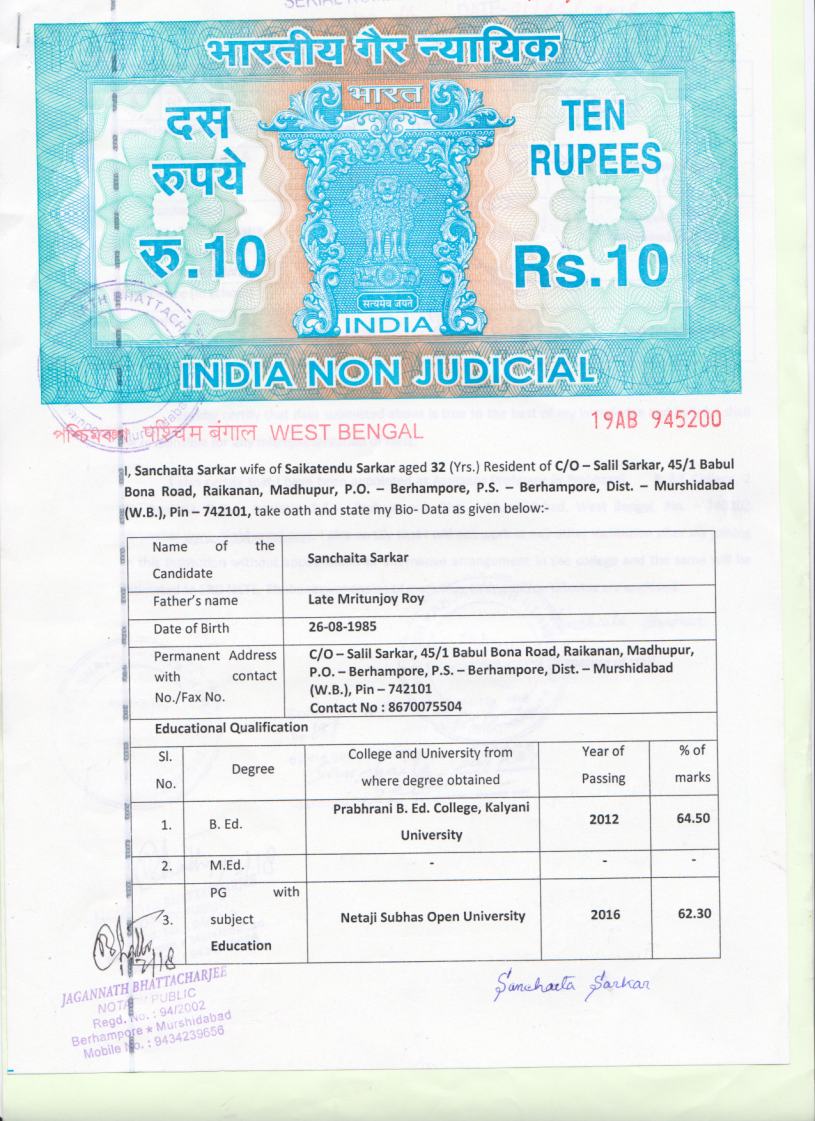 SERIAL NU
DATE-
भारतीय गैर न्यायिक
भारत
दस
रुपये
रु.10
TEN
RUPEES
Rs.10
सत्यमेव जयते
INDIA
INDIA NON JUDICIAL
TH BHATTACHAR
পশ্চিমবঙ্গ पश्चिम बंगाल WEST BENGAL
19AB 945200
I, Sanchaita Sarkar wife of Saikatendu Sarkar aged 32 (Yrs.) Resident of C/O – Salil Sarkar, 45/1 Babul
Bona Road, Raikanan, Madhupur, P.O. – Berhampore, P.S. – Berhampore, Dist. – Murshidabad
(W.B.), Pin – 742101, take oath and state my Bio- Data as given below:-
Name of the Candidate Sanchaita Sarkar
Father's name Late Mritunjoy Roy
Date of Birth 26-08-1985
Permanent Address with contact No./Fax No.
C/O – Salil Sarkar, 45/1 Babul Bona Road, Raikanan, Madhupur,
P.O. – Berhampore, P.S. – Berhampore, Dist. – Murshidabad
(W.B.), Pin – 742101
Contact No : 8670075504
Educational Qualification
Sl. No. Degree College and University from where degree obtained Year of Passing % of marks
1. B. Ed. Prabhrani B. Ed. College, Kalyani University 2012 64.50
2. M.Ed. - - -
3. PG with subject Education Netaji Subhas Open University 2016 62.30
Sanchaita Sarkar
JAGANNATH BHATTACHARJEE
NOTARY PUBLIC
Regd. No. : 94/2002
Berhampore * Murshidabad
Mobile No. : 9434239656